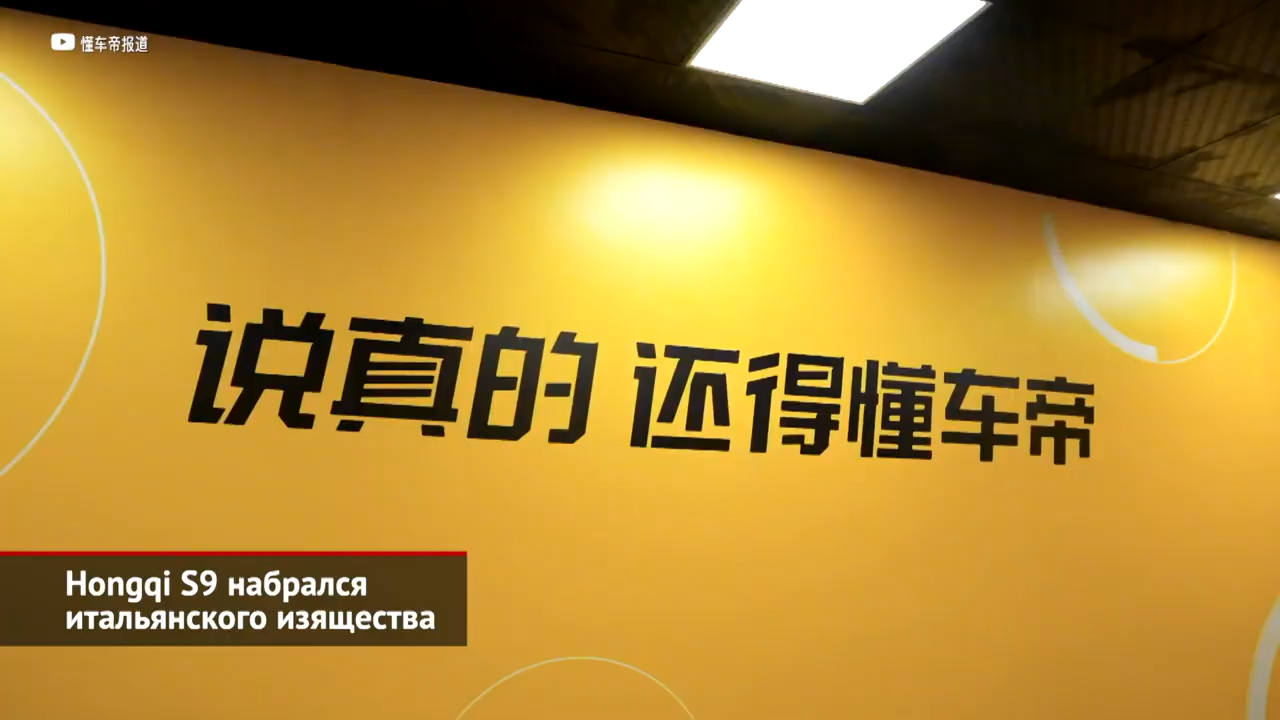 懂车帝报道
说真的 还得懂车帝
Hongqi S9 набрался
итальянского изящества